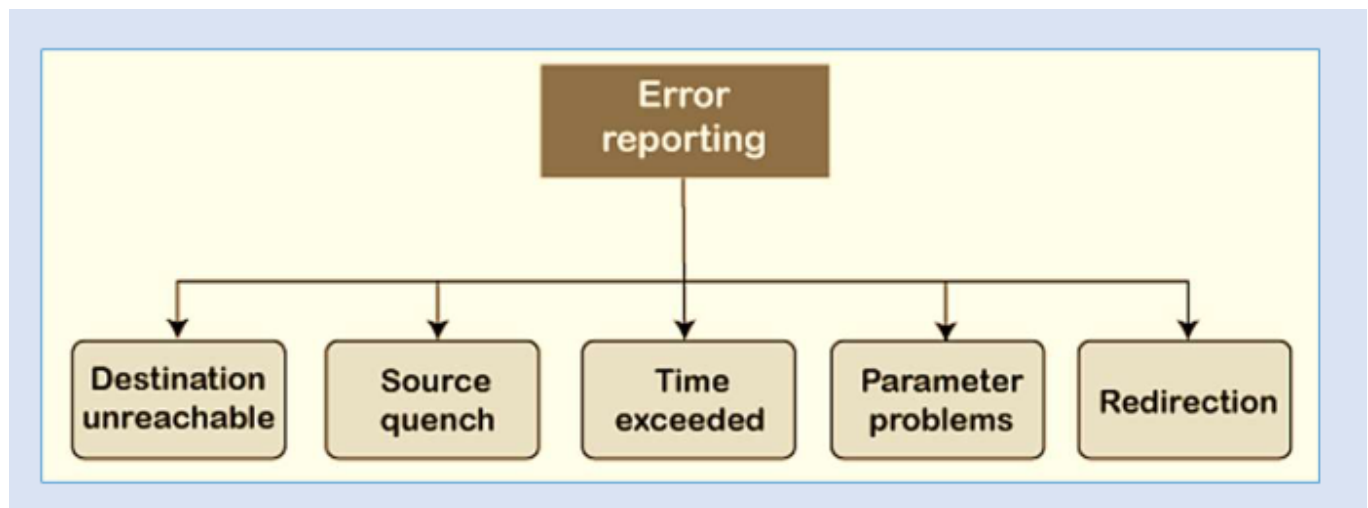 Error
reporting
Destination
unreachable
Source
quench
Time
exceeded
Parameter
problems
Redirection